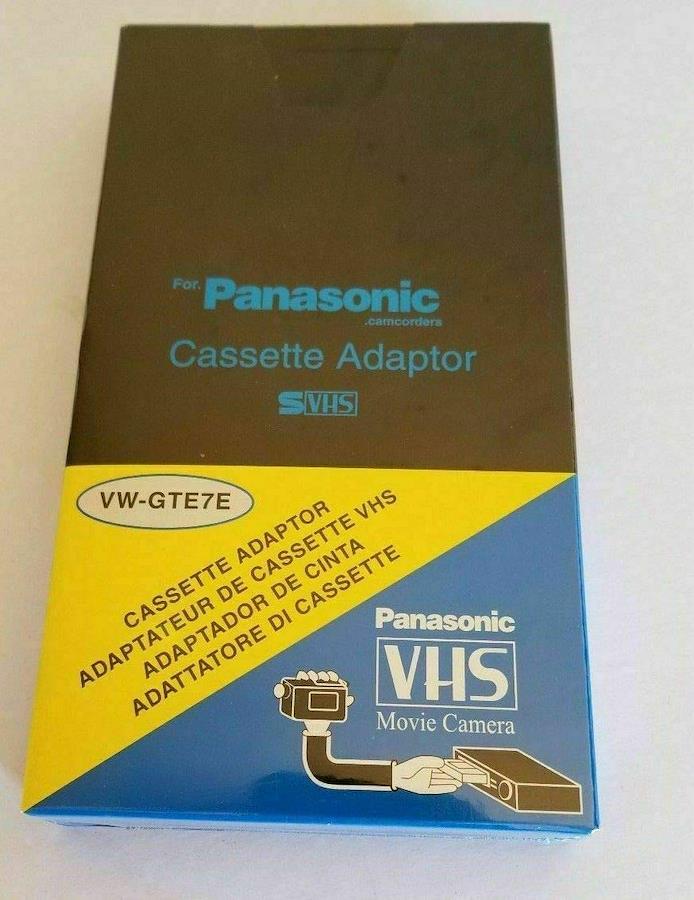 For. Panasonic
.camcorders
Cassette Adaptor
S VHS
VW-GTE7E
CASSETTE ADAPTOR
ADAPTATEUR DE CASSETTE VHS
ADAPTADOR DE CINTA
ADATTATORE DI CASSETTE
Panasonic
VHS
Movie Camera